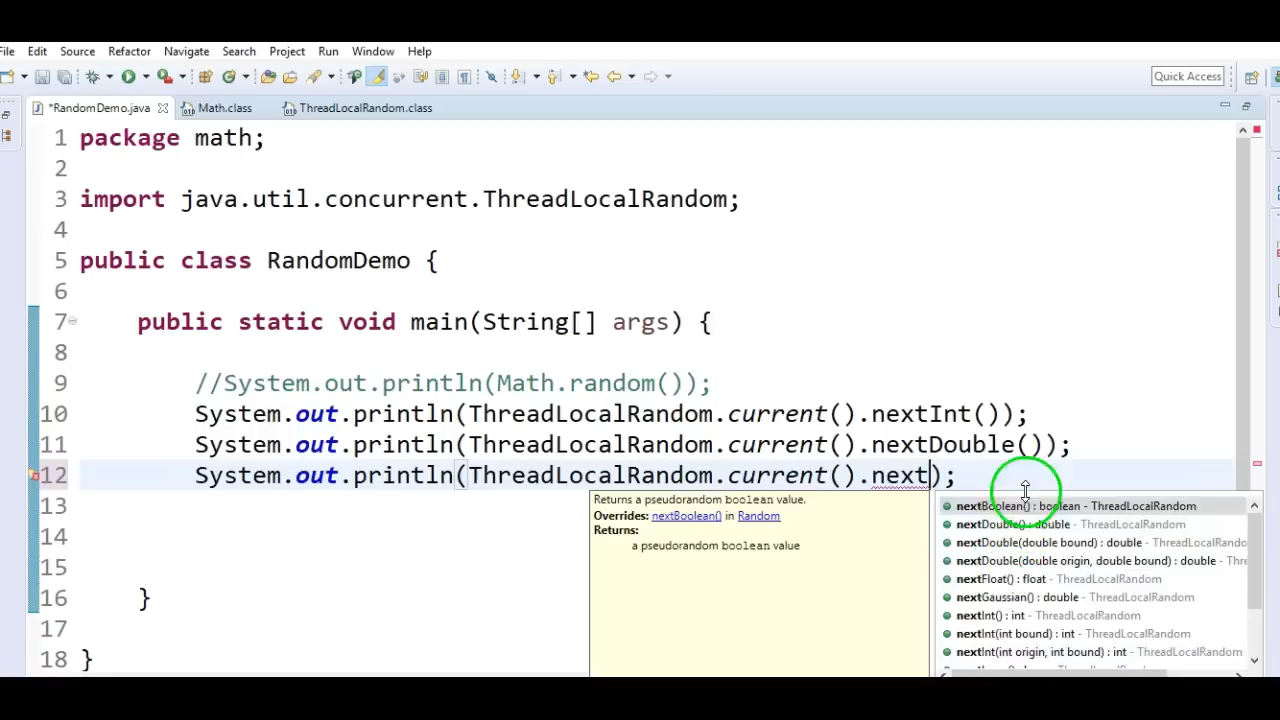 File Edit Source Refactor Navigate Search Project Run Window Help
Quick Access
*RandomDemo.java Math.class ThreadLocalRandom.class
1 package math;
2
3 import java.util.concurrent.ThreadLocalRandom;
4
5 public class RandomDemo {
6
7 public static void main(String[] args) {
8
9 //System.out.println(Math.random());
10 System.out.println(ThreadLocalRandom.current().nextInt());
11 System.out.println(ThreadLocalRandom.current().nextDouble());
12 System.out.println(ThreadLocalRandom.current().next);
13
14
15
16 }
17
18 }
Returns a pseudorandom boolean value.
Overrides: nextBoolean() in Random
Returns:
a pseudorandom boolean value
nextBoolean() : boolean - ThreadLocalRandom
nextDouble() : double - ThreadLocalRandom
nextDouble(double bound) : double - ThreadLocalRando
nextDouble(double origin, double bound) : double - Thre
nextFloat() : float - ThreadLocalRandom
nextGaussian() : double - ThreadLocalRandom
nextInt() : int - ThreadLocalRandom
nextInt(int bound) : int - ThreadLocalRandom
nextInt(int origin, int bound) : int - ThreadLocalRandom